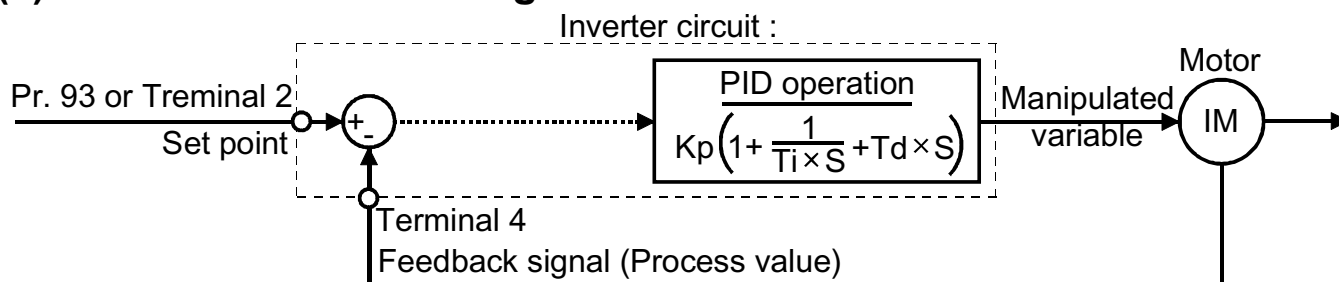 Inverter circuit :
Pr. 93 or Treminal 2
Set point
+
-
PID operation
Kp(1+ 1/Ti×S +Td×S)
Manipulated
variable
Motor
IM
Terminal 4
Feedback signal (Process value)